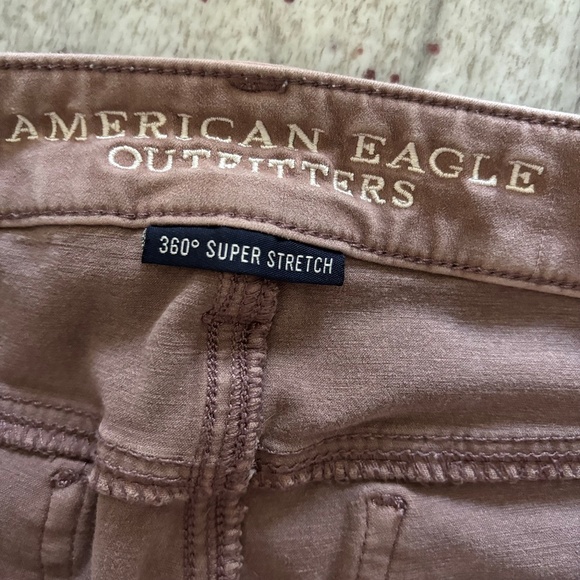 AMERICAN EAGLE
OUTFITTERS
360° SUPER STRETCH